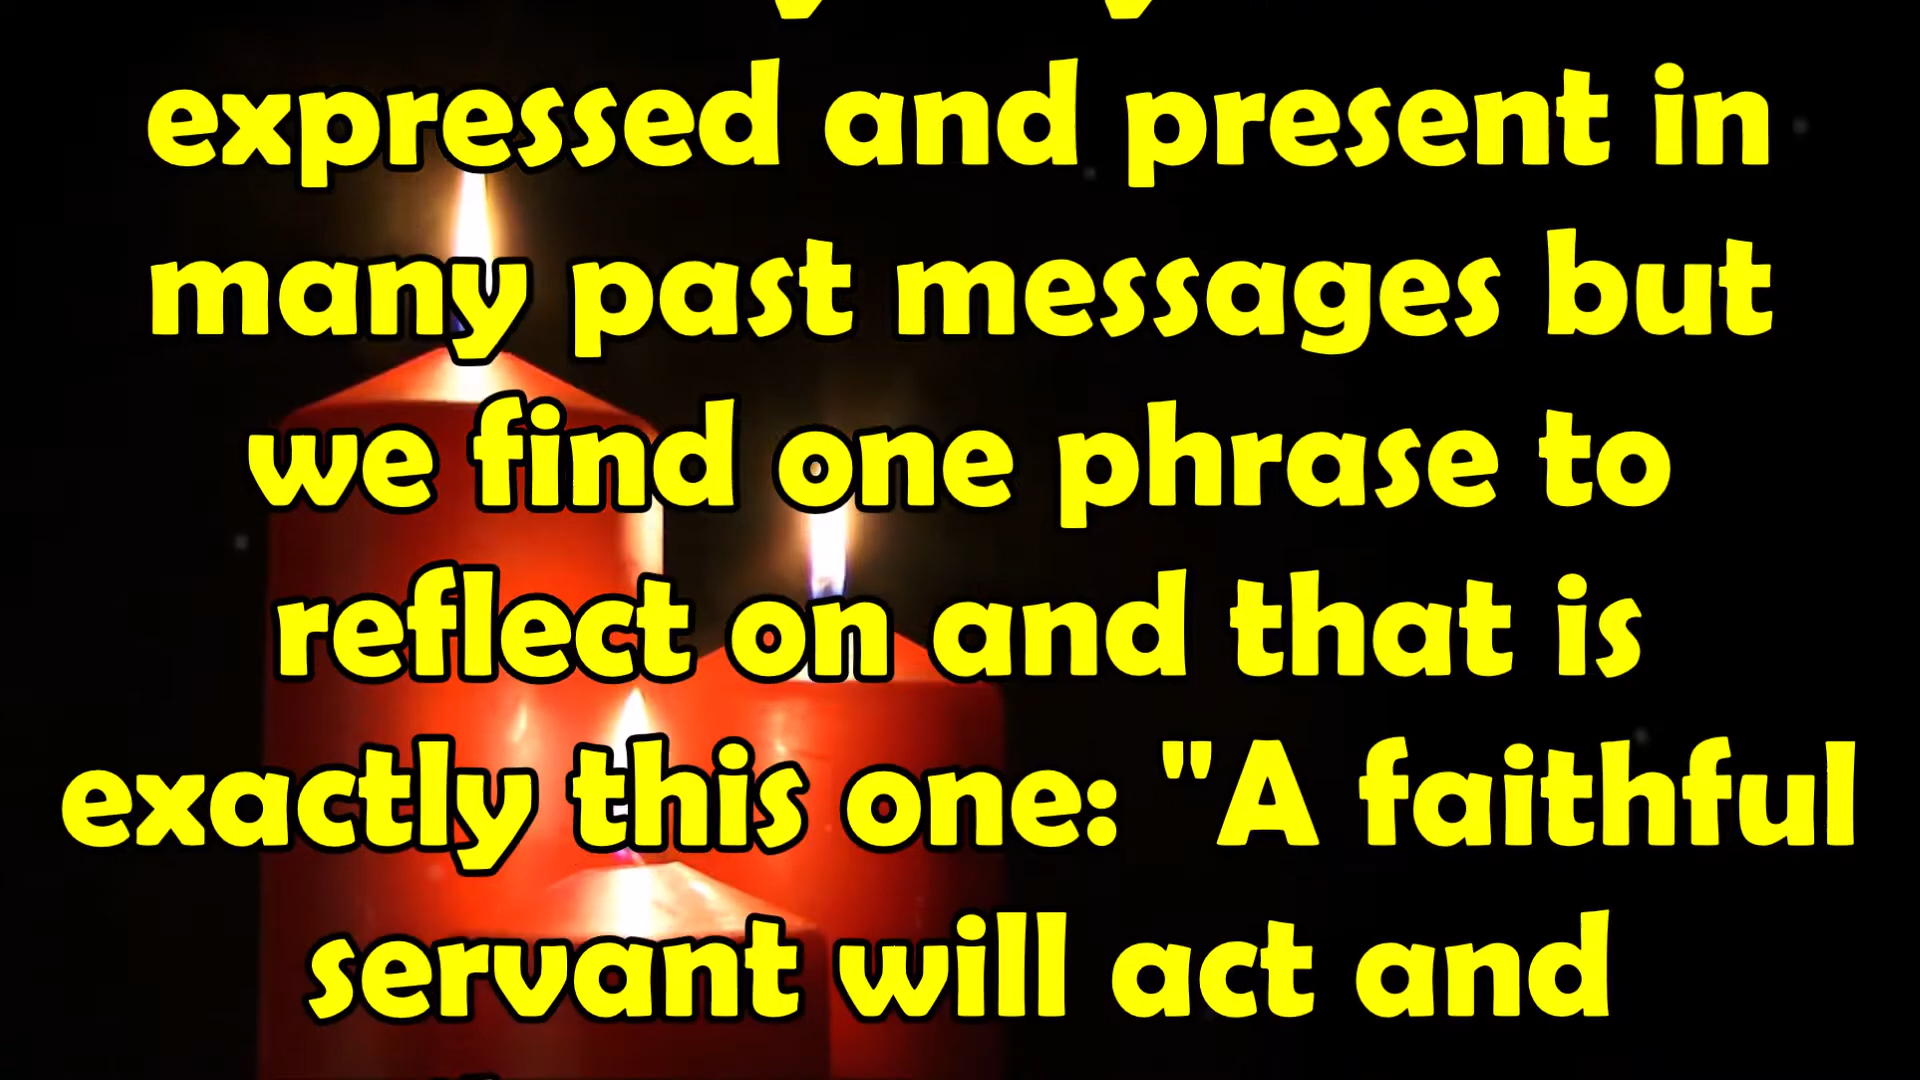 expressed and present in
many past messages but
we find one phrase to
reflect on and that is
exactly this one: "A faithful
servant will act and